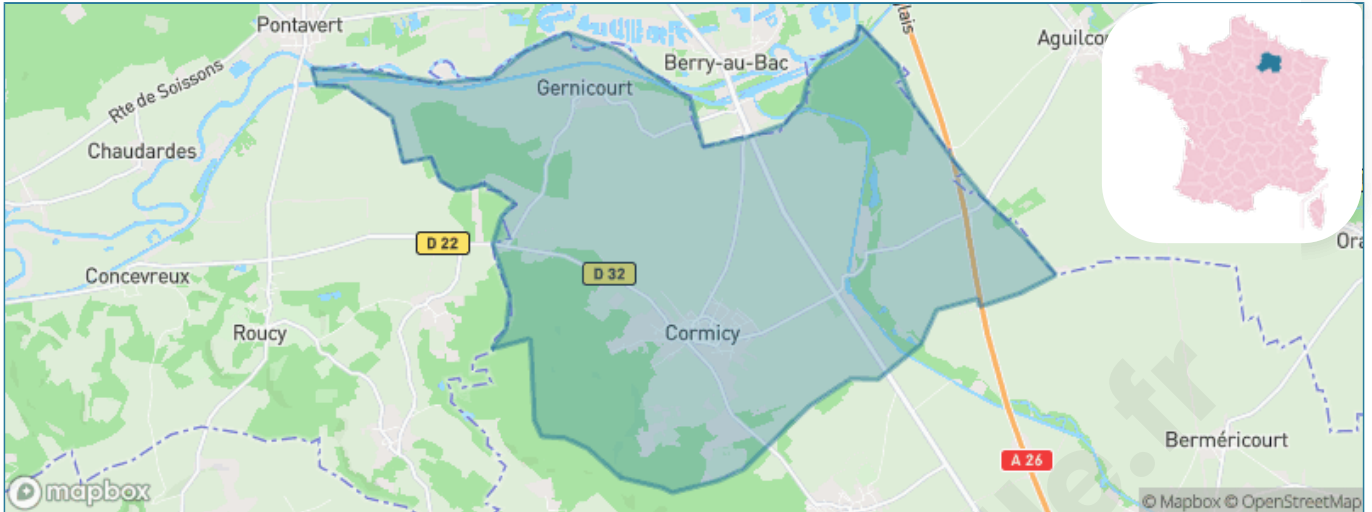 Pontavert
lais
Aguilco
Rte de Soissons
Berry-au-Bac
Gernicourt
Chaudardes
D 22
Ora
Concevreux
D 32
Roucy
Cormicy
Berméricourt
A 26
mapbox
© Mapbox © OpenStreetMap